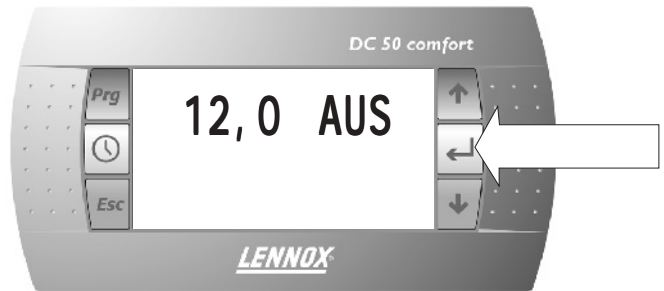 DC 50 comfort
Prg
12,0 AUS
Esc
LENNOX